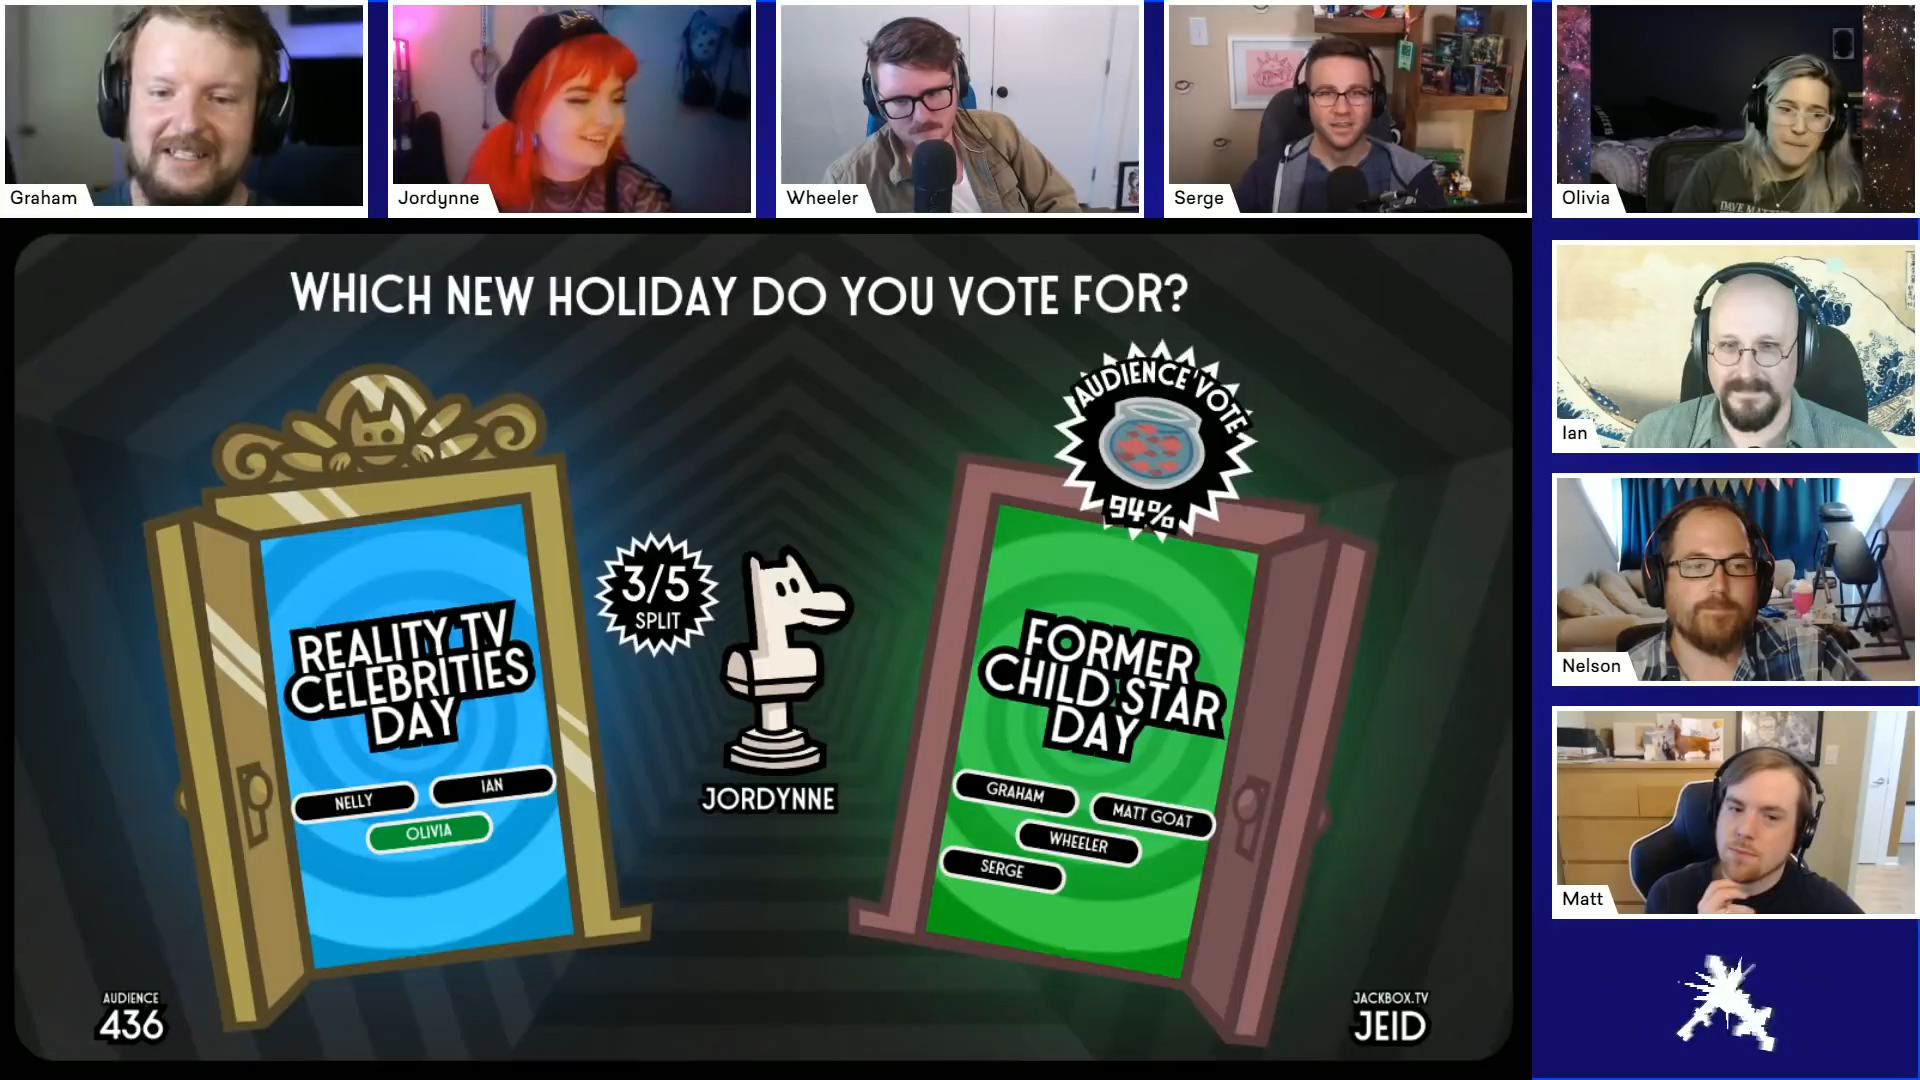 Graham
Jordynne
Wheeler
Serge
Olivia
Ian
Nelson
Matt
WHICH NEW HOLIDAY DO YOU VOTE FOR?
AUDIENCE VOTE
94%
3/5
SPLIT
REALITY TV
CELEBRITIES
DAY
NELLY
IAN
OLIVIA
JORDYNNE
FORMER
CHILD STAR
DAY
GRAHAM
MATT GOAT
WHEELER
SERGE
AUDIENCE
436
JACKBOX.TV
JEID